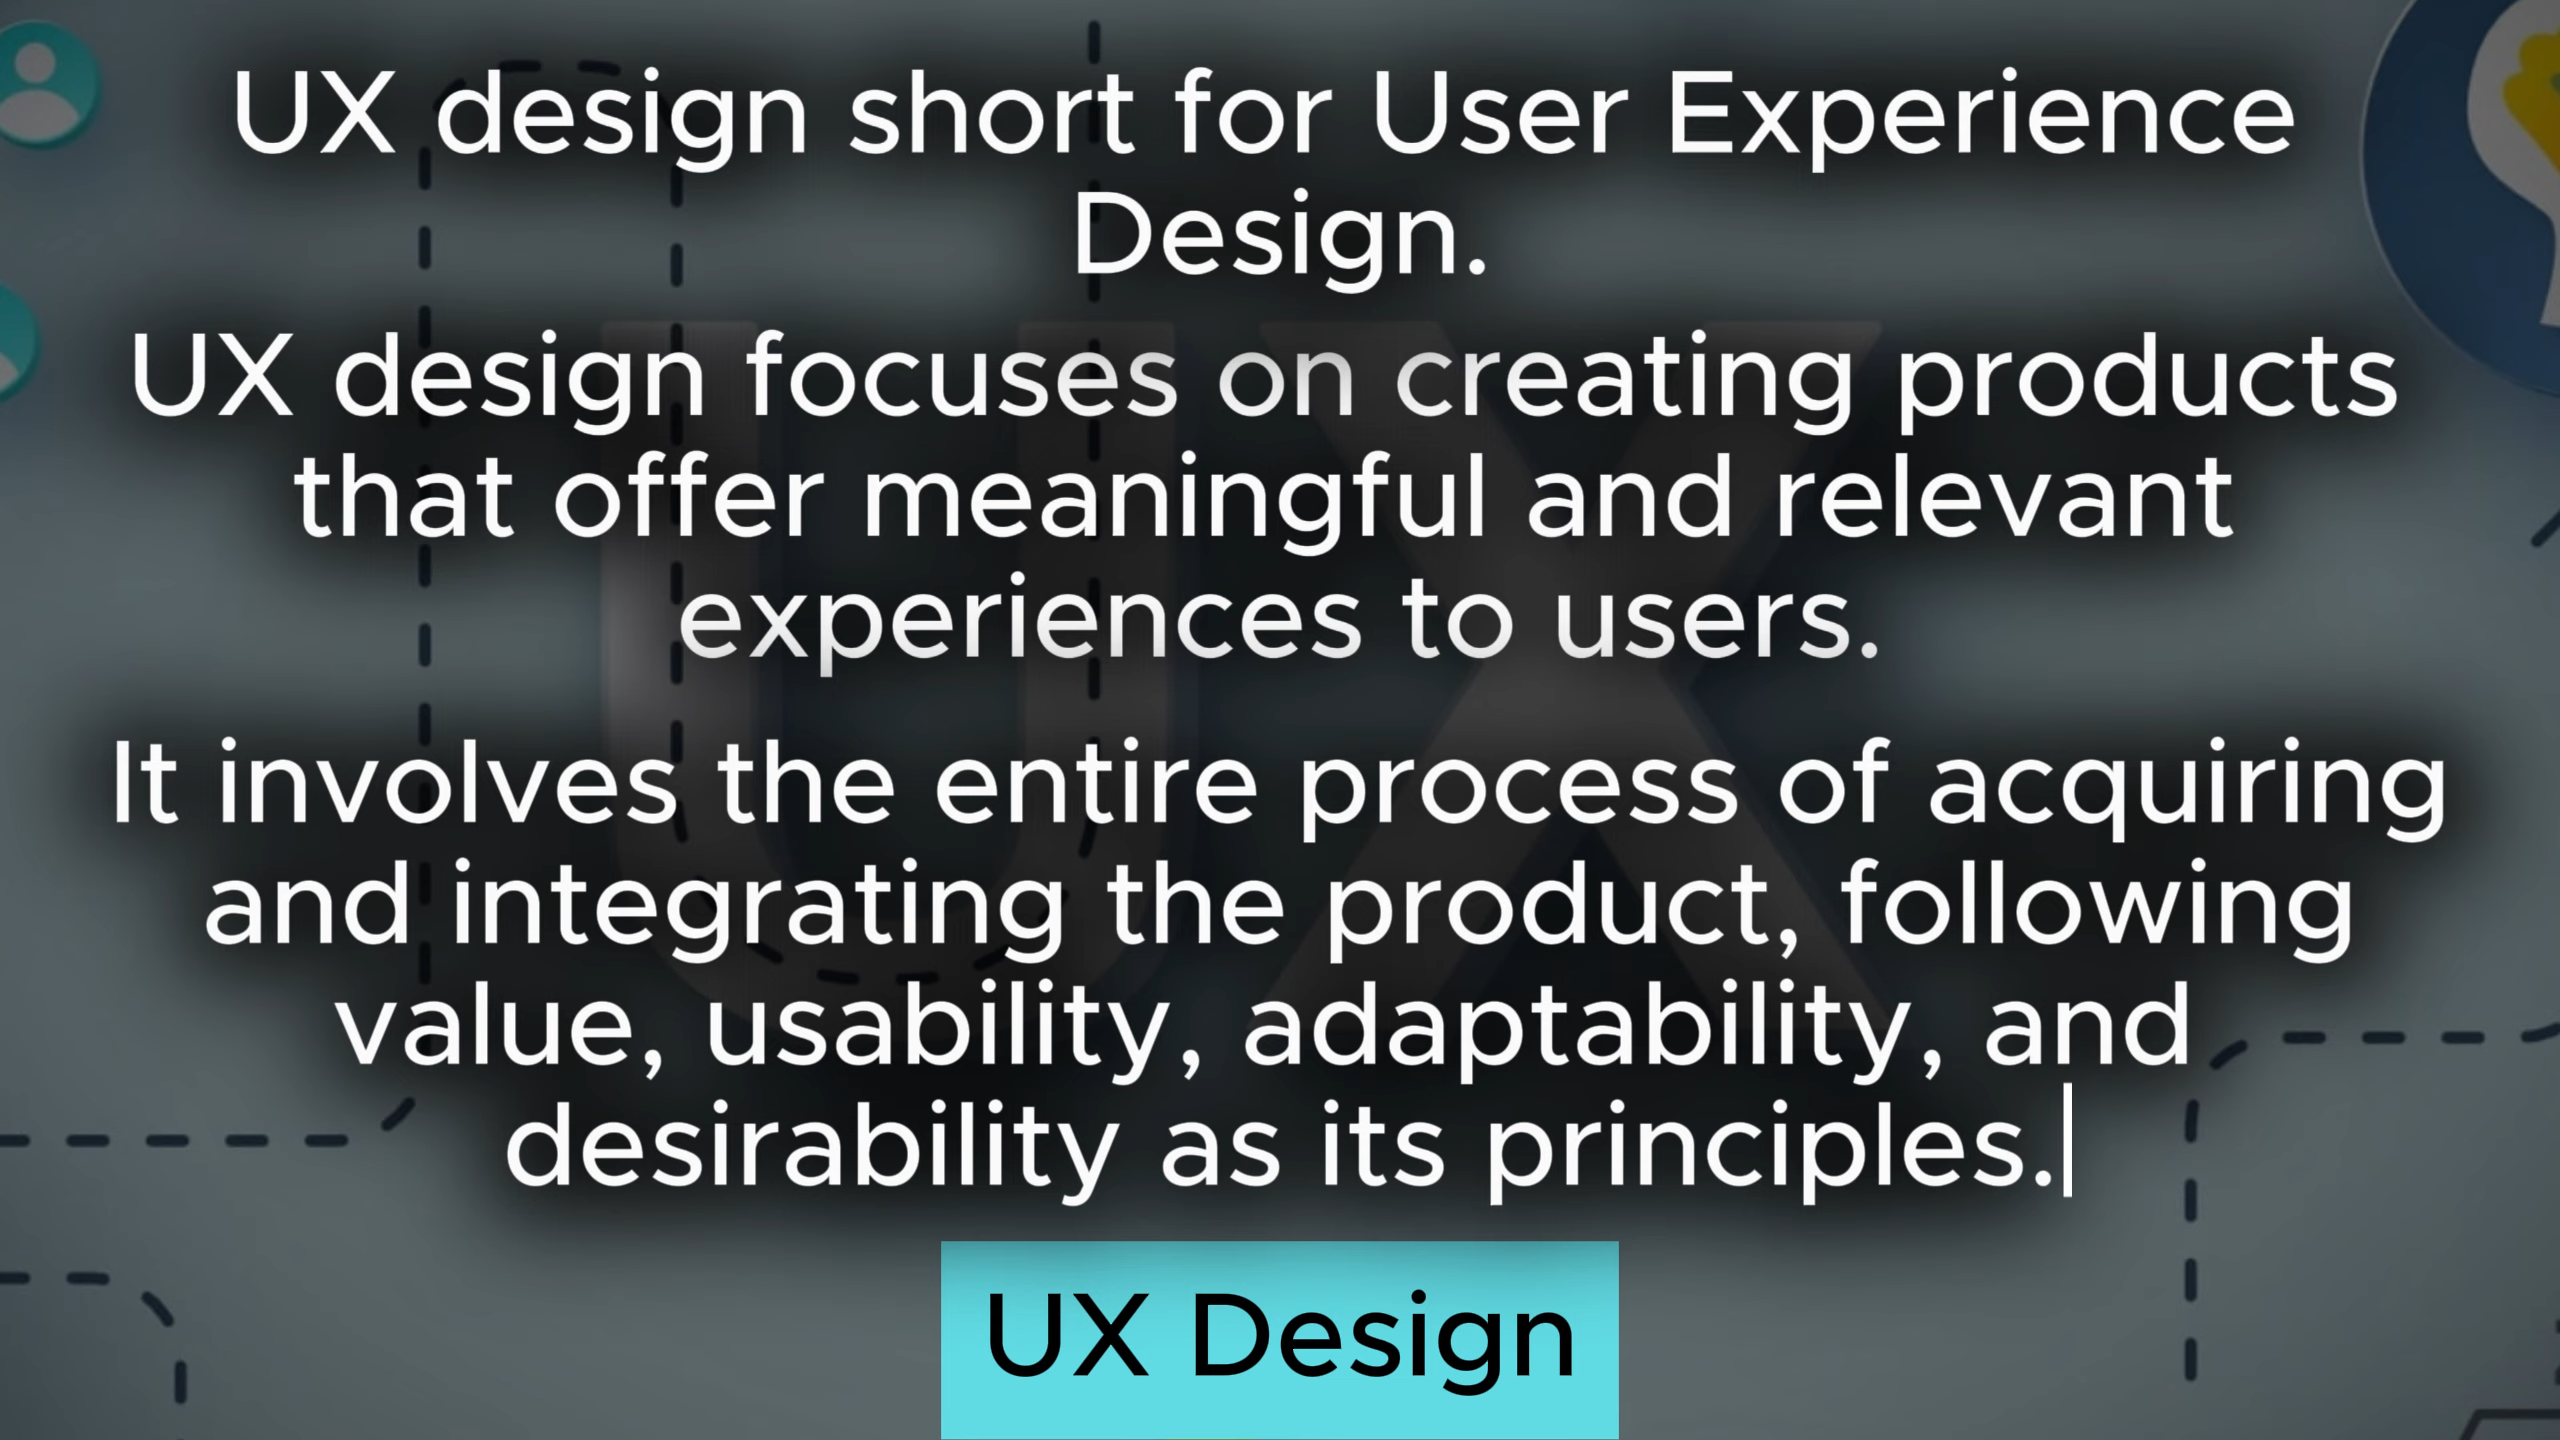 UX design short for User Experience
Design.
UX design focuses on creating products
that offer meaningful and relevant
experiences to users.
It involves the entire process of acquiring
and integrating the product, following
value, usability, adaptability, and
desirability as its principles.
UX Design
UX